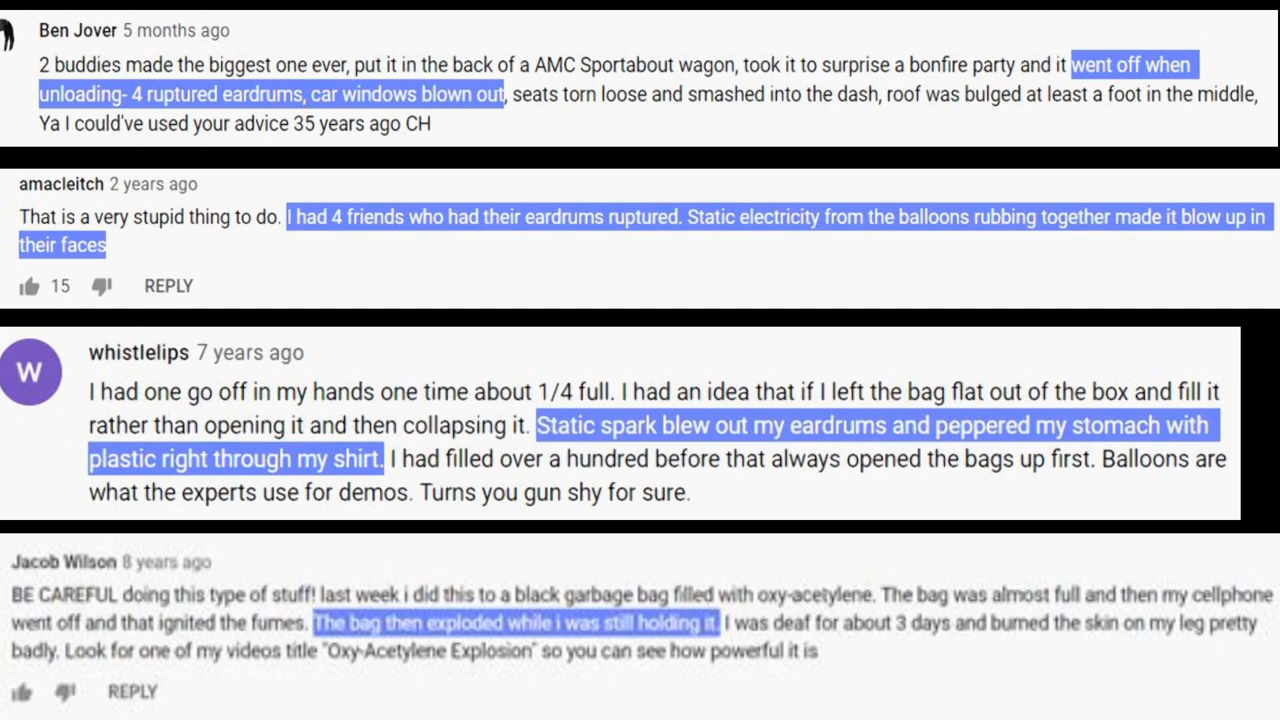 Ben Jover 5 months ago
2 buddies made the biggest one ever, put it in the back of a AMC Sportabout wagon, took it to surprise a bonfire party and it went off when
unloading- 4 ruptured eardrums, car windows blown out, seats torn loose and smashed into the dash, roof was bulged at least a foot in the middle,
Ya I could've used your advice 35 years ago CH
amacleitch 2 years ago
That is a very stupid thing to do. I had 4 friends who had their eardrums ruptured. Static electricity from the balloons rubbing together made it blow up in
their faces
15 REPLY
W
whistlelips 7 years ago
I had one go off in my hands one time about 1/4 full. I had an idea that if I left the bag flat out of the box and fill it
rather than opening it and then collapsing it. Static spark blew out my eardrums and peppered my stomach with
plastic right through my shirt. I had filled over a hundred before that always opened the bags up first. Balloons are
what the experts use for demos. Turns you gun shy for sure.
Jacob Wilson 8 years ago
BE CAREFUL doing this type of stuff! last week i did this to a black garbage bag filled with oxy-acetylene. The bag was almost full and then my cellphone
went off and that ignited the fumes. The bag then exploded while i was still holding it. I was deaf for about 3 days and burned the skin on my leg pretty
badly. Look for one of my videos title "Oxy-Acetylene Explosion" so you can see how powerful it is
REPLY